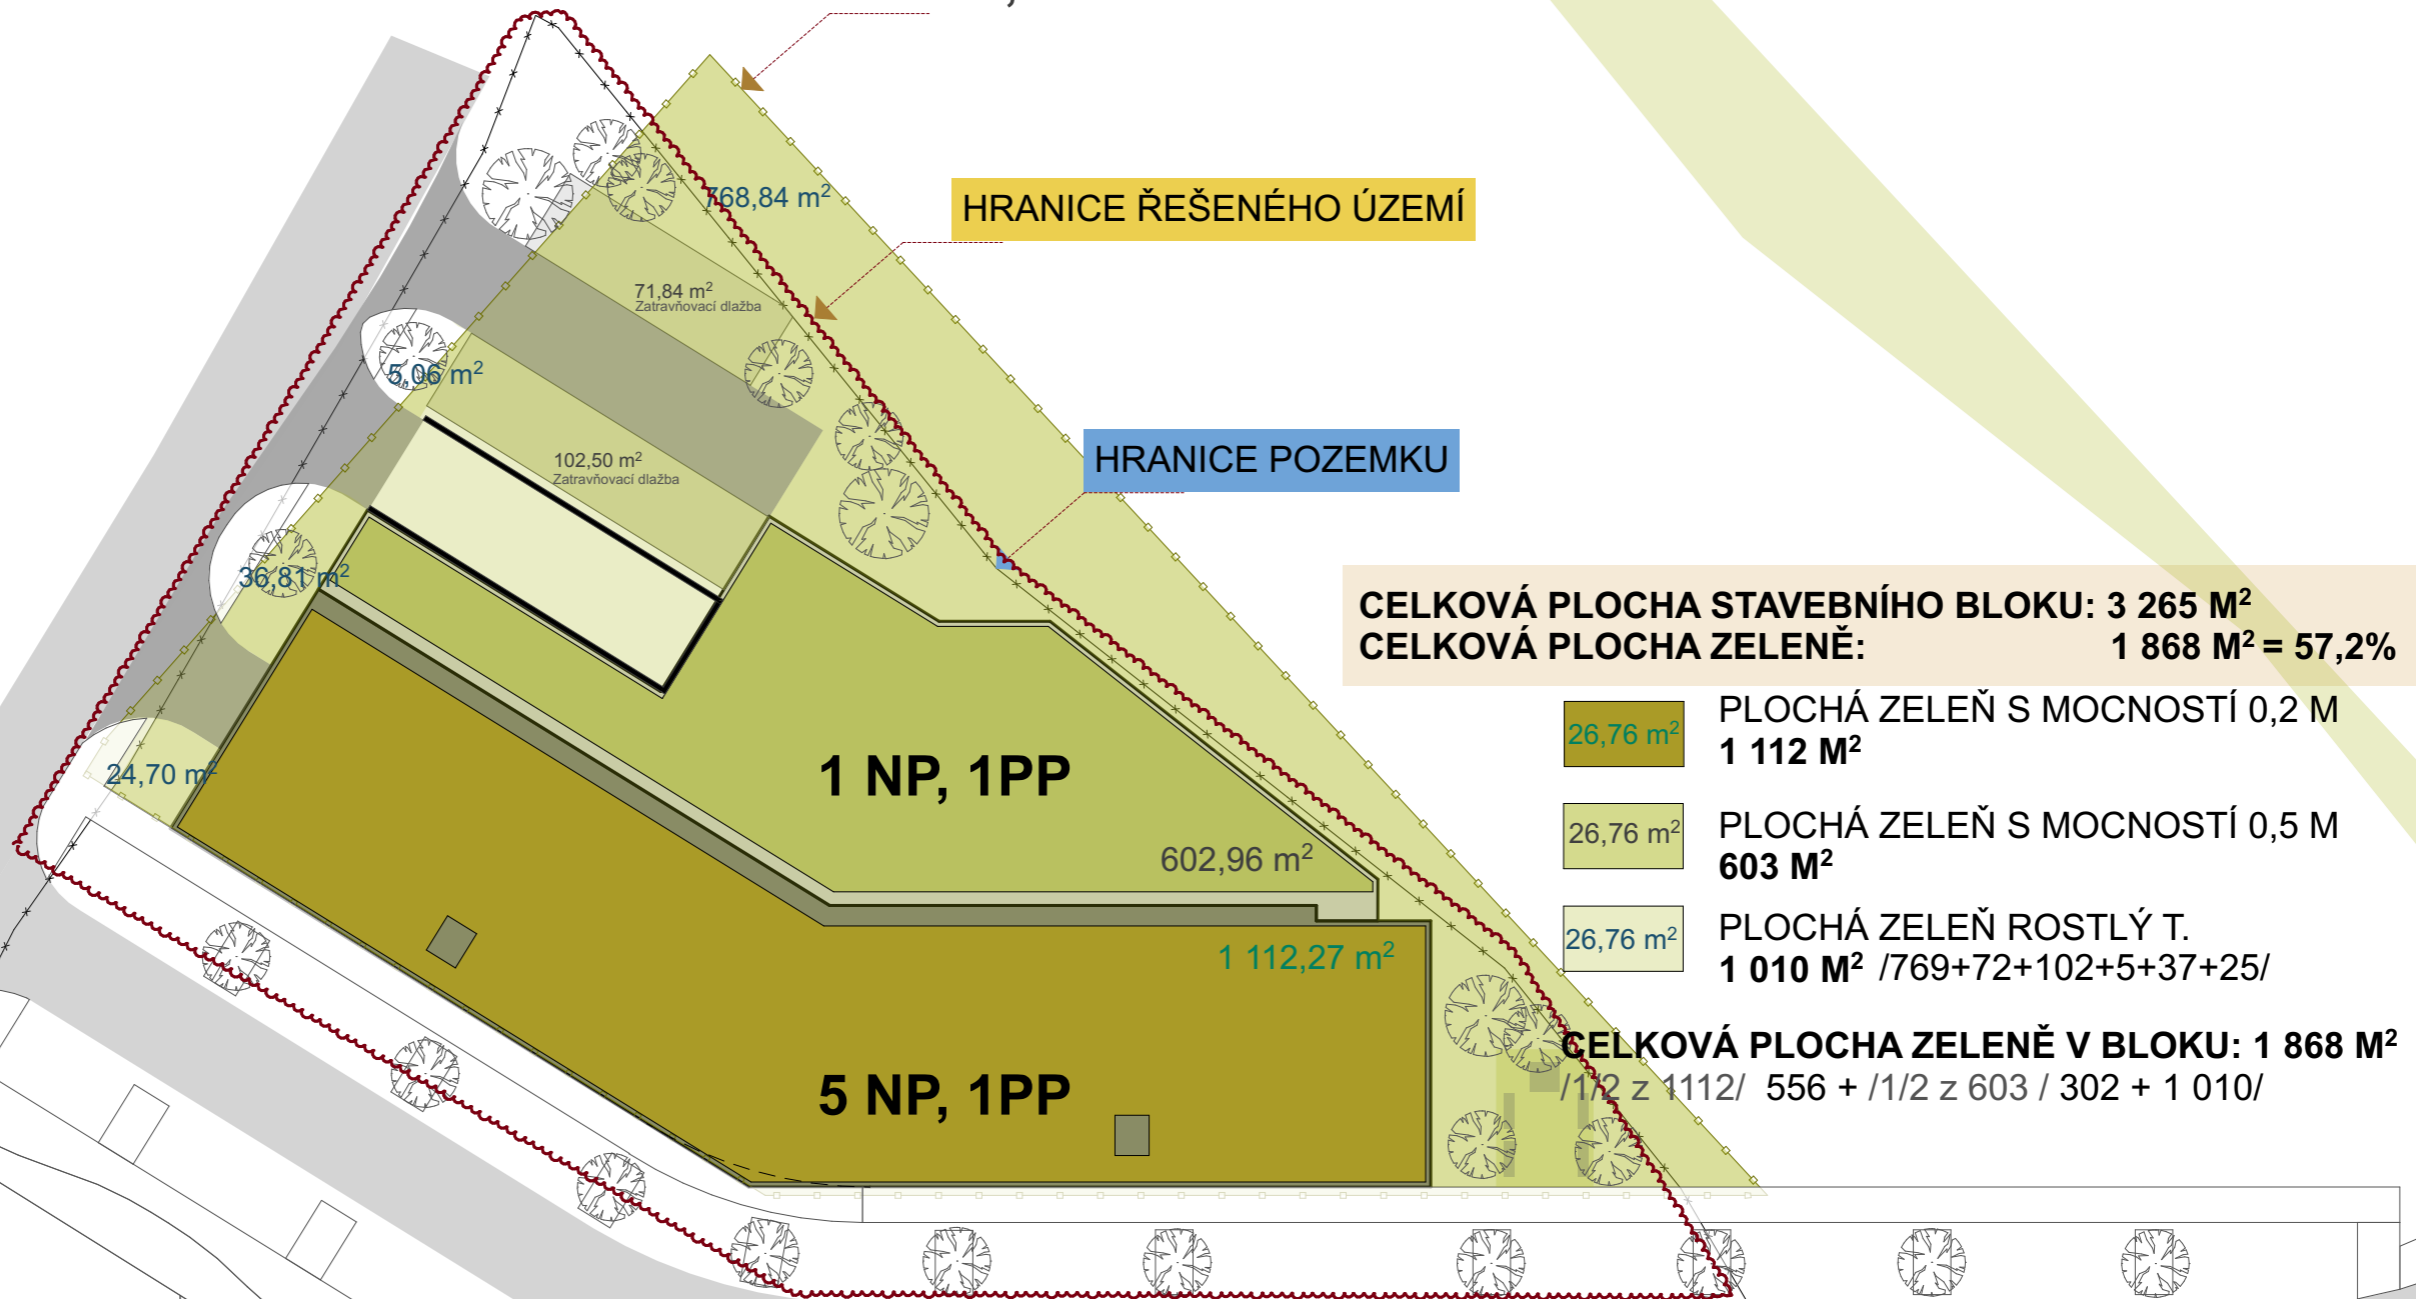 768,84 m²
HRANICE ŘEŠENÉHO ÚZEMÍ
71,84 m²
Zatravňovací dlažba
5,06 m²
HRANICE POZEMKU
102,50 m²
Zatravňovací dlažba
36,81 m²
CELKOVÁ PLOCHA STAVEBNÍHO BLOKU: 3 265 M²
CELKOVÁ PLOCHA ZELENĚ: 1 868 M² = 57,2%
26,76 m²
PLOCHÁ ZELEŇ S MOCNOSTÍ 0,2 M
1 112 M²
24,70 m²
1 NP, 1PP
26,76 m²
PLOCHÁ ZELEŇ S MOCNOSTÍ 0,5 M
603 M²
602,96 m²
26,76 m²
PLOCHÁ ZELEŇ ROSTLÝ T.
1 010 M² /769+72+102+5+37+25/
1 112,27 m²
CELKOVÁ PLOCHA ZELENĚ V BLOKU: 1 868 M²
/1/2 z 1112/ 556 + /1/2 z 603 / 302 + 1 010/
5 NP, 1PP